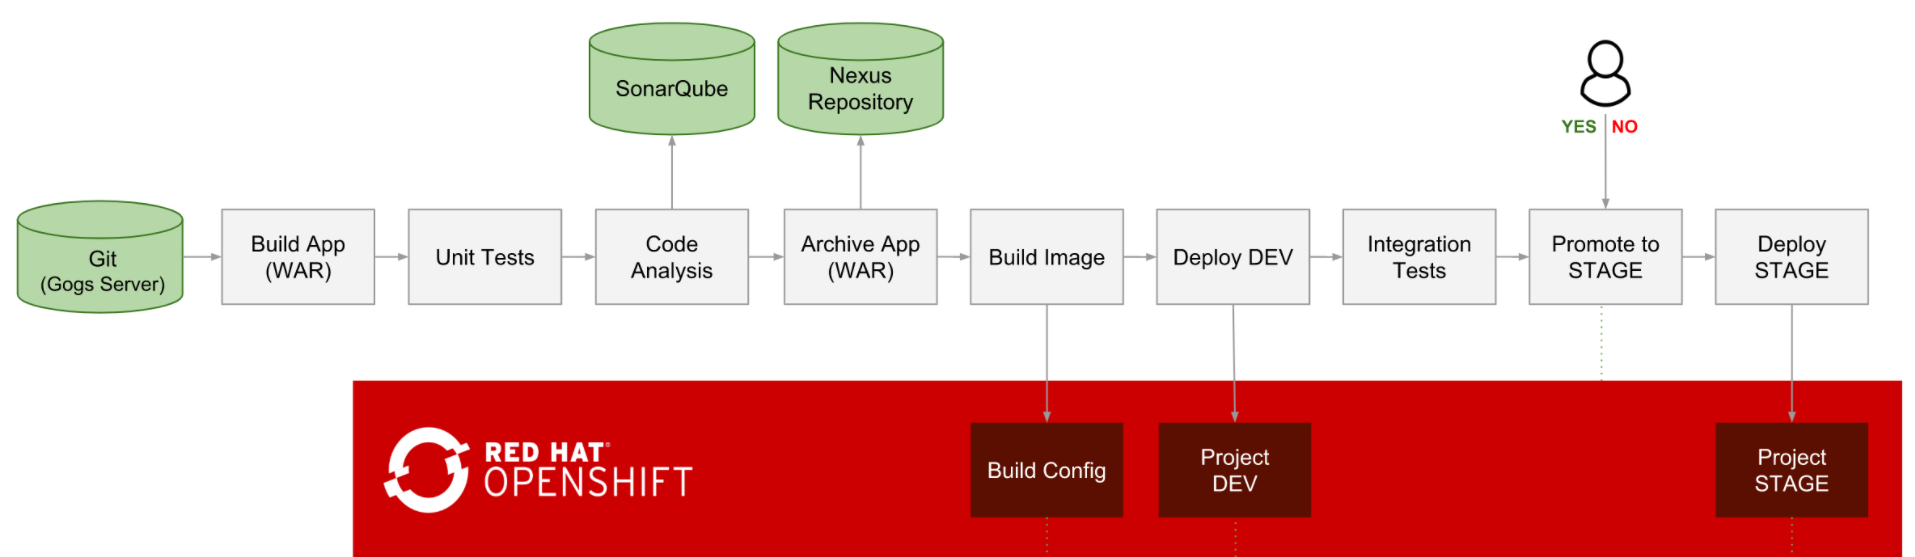 SonarQube
Nexus
Repository
YES
NO
Git
(Gogs Server)
Build App
(WAR)
Unit Tests
Code
Analysis
Archive App
(WAR)
Build Image
Deploy DEV
Integration
Tests
Promote to
STAGE
Deploy
STAGE
RED HAT®
OPENSHIFT
Build Config
Project
DEV
Project
STAGE